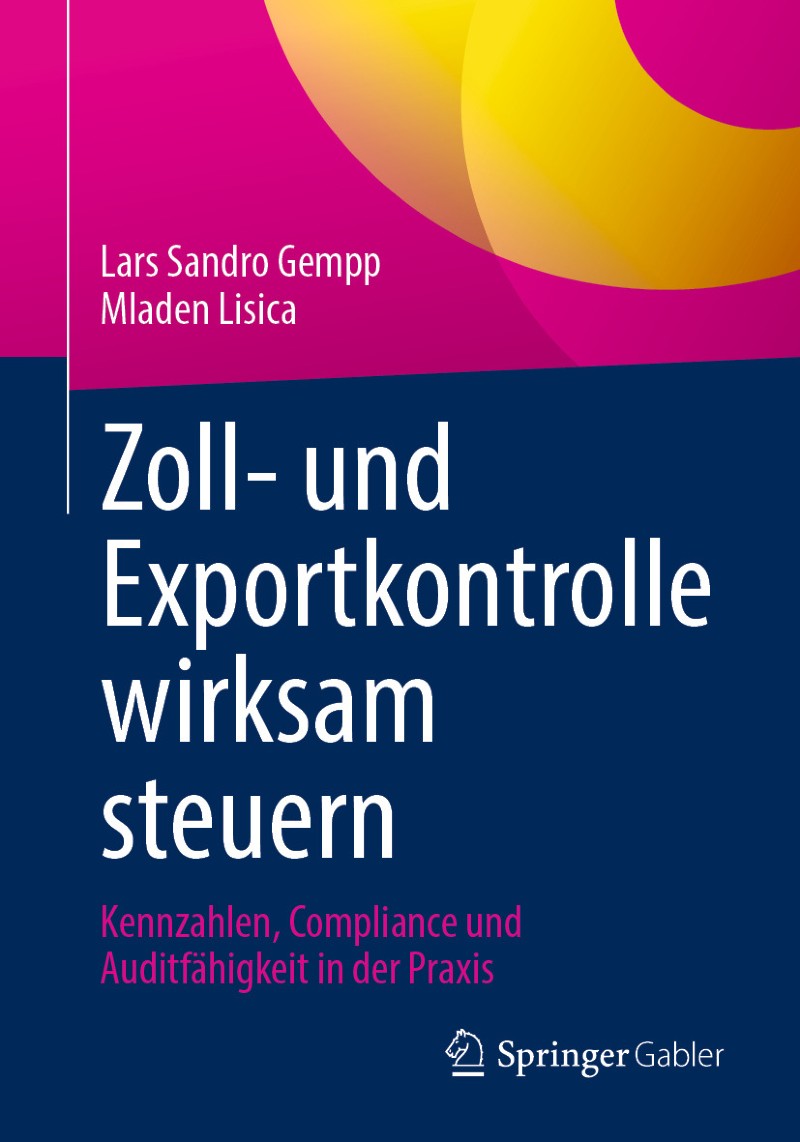 Lars Sandro Gempp
Mladen Lisica
Zoll- und
Exportkontrolle
wirksam
steuern
Kennzahlen, Compliance und
Auditfähigkeit in der Praxis
Springer Gabler